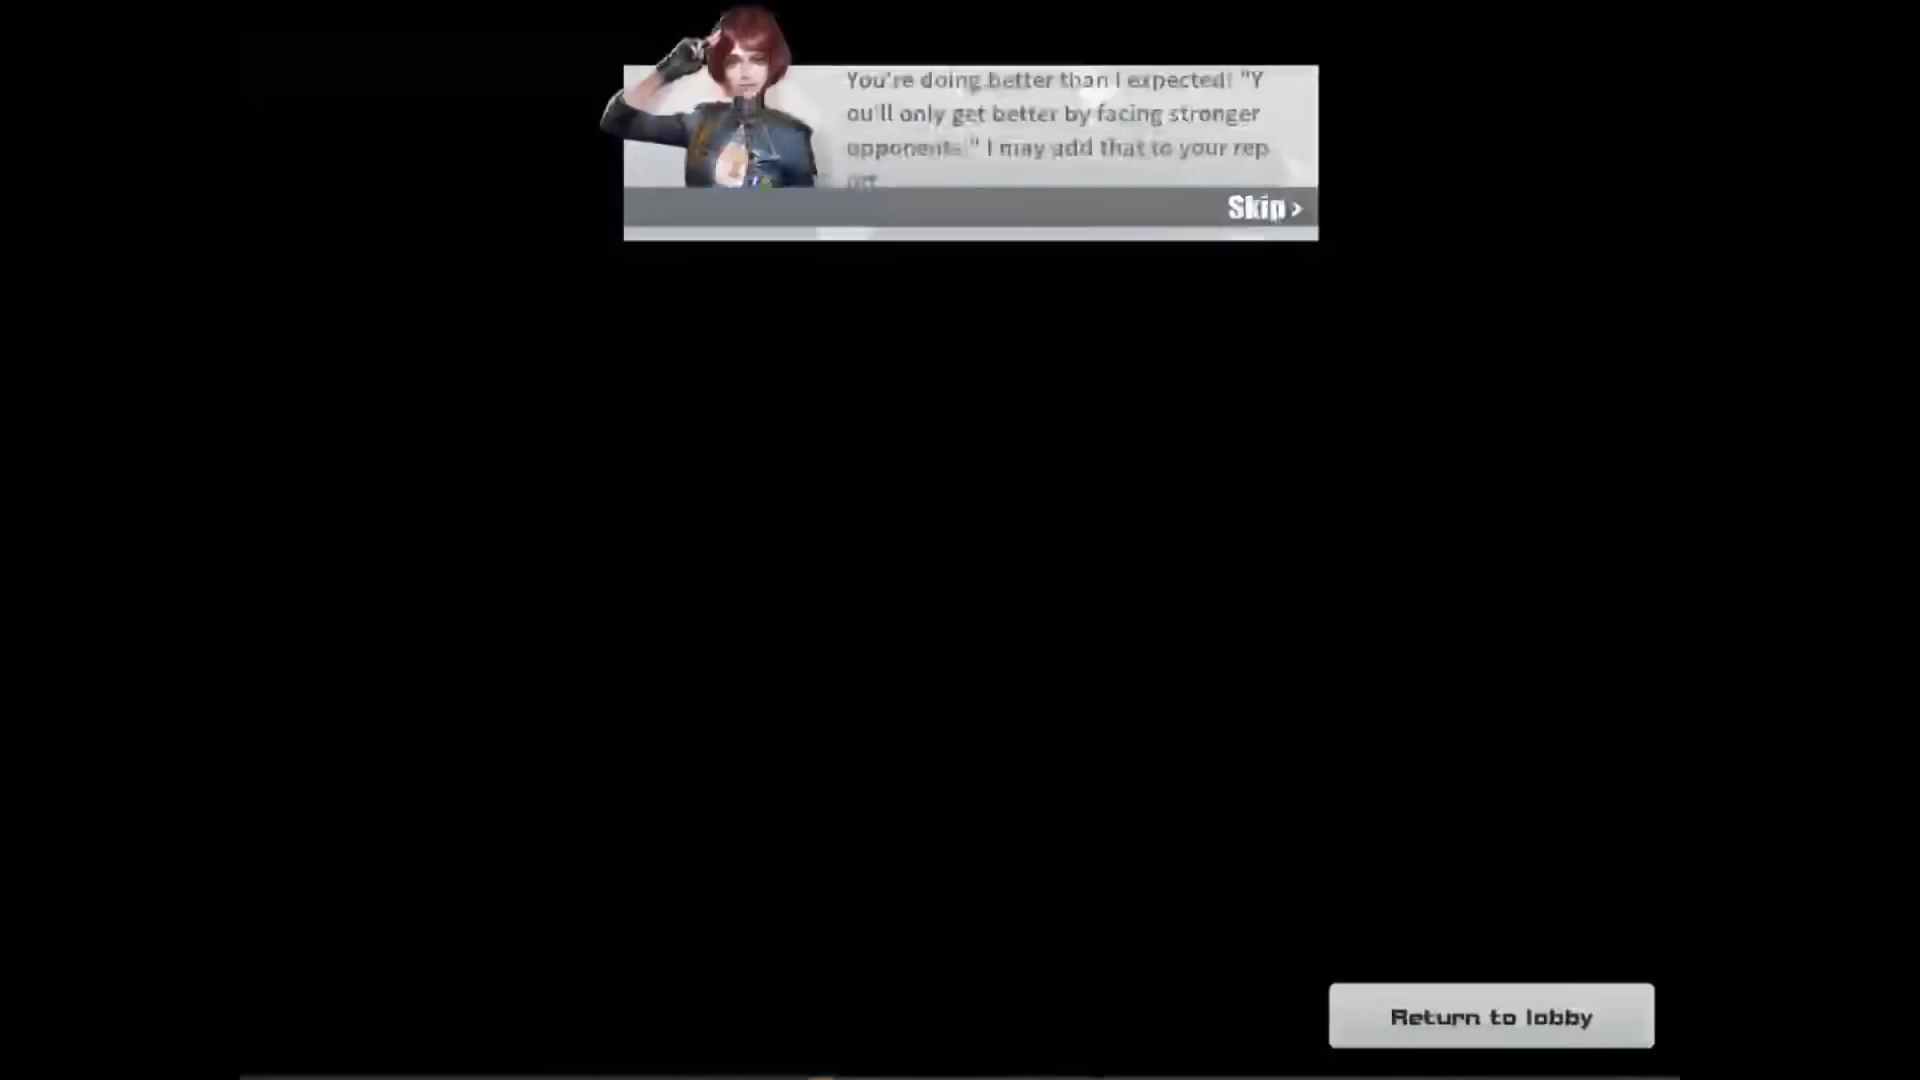 You're doing better than I expected! "Y
ou'll only get better by facing stronger
opponents." I may add that to your rep
ort.
Skip >
Return to lobby